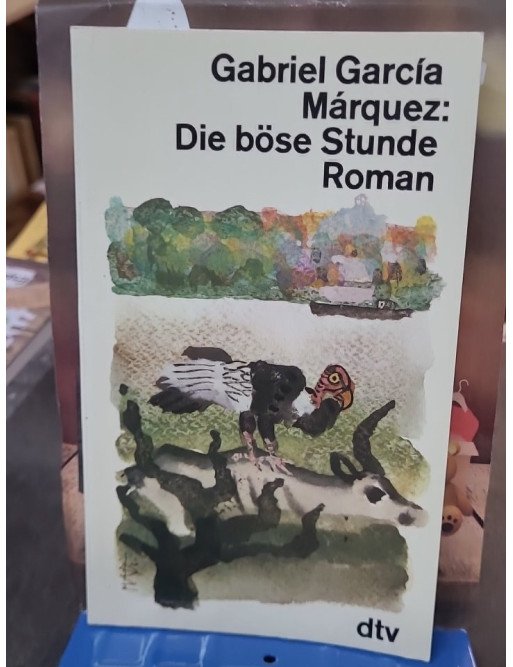 Gabriel García
Márquez:
Die böse Stunde
Roman
dtv